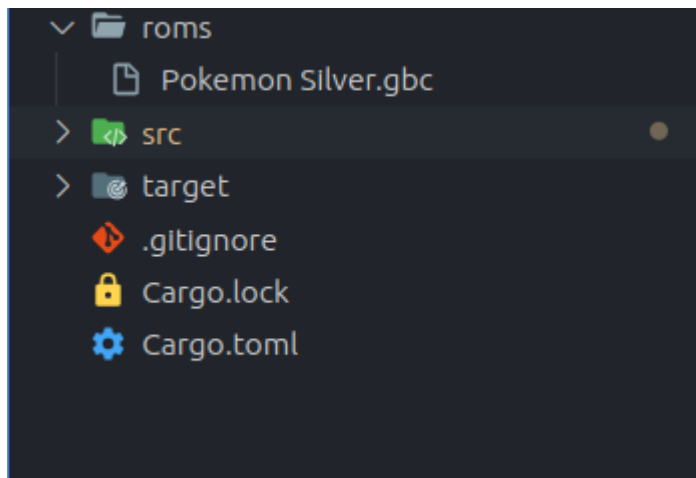 roms
Pokemon Silver.gbc
src
target
.gitignore
Cargo.lock
Cargo.toml